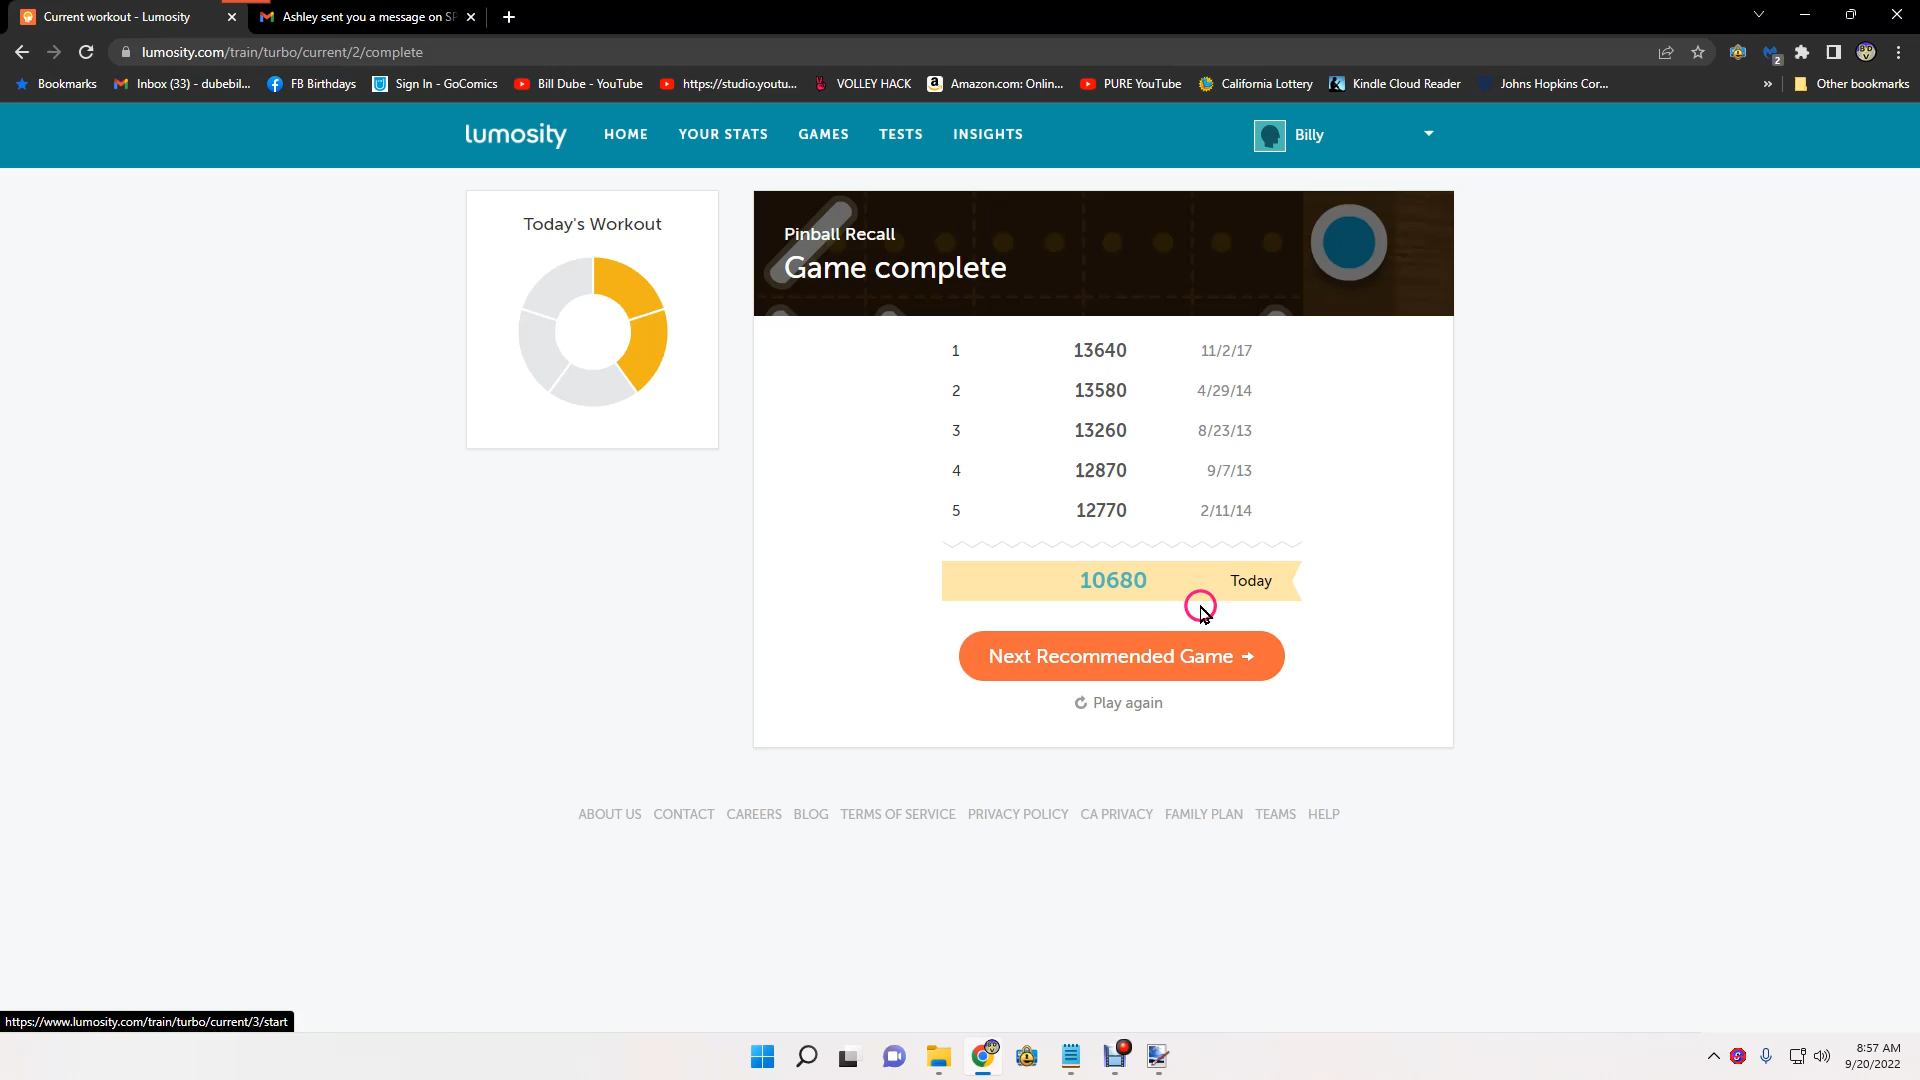 Current workout - Lumosity
Ashley sent you a message on SP
lumosity.com/train/turbo/current/2/complete
Bookmarks
Inbox (33) - dubebil...
FB Birthdays
Sign In - GoComics
Bill Dube - YouTube
https://studio.youtu...
VOLLEY HACK
Amazon.com: Onlin...
PURE YouTube
California Lottery
Kindle Cloud Reader
Johns Hopkins Cor...
»
Other bookmarks
lumosity
HOME
YOUR STATS
GAMES
TESTS
INSIGHTS
Billy
Today's Workout
Pinball Recall
Game complete
1 13640 11/2/17
2 13580 4/29/14
3 13260 8/23/13
4 12870 9/7/13
5 12770 2/11/14
10680 Today
Next Recommended Game →
Play again
ABOUT US CONTACT CAREERS BLOG TERMS OF SERVICE PRIVACY POLICY CA PRIVACY FAMILY PLAN TEAMS HELP
https://www.lumosity.com/train/turbo/current/3/start
8:57 AM
9/20/2022